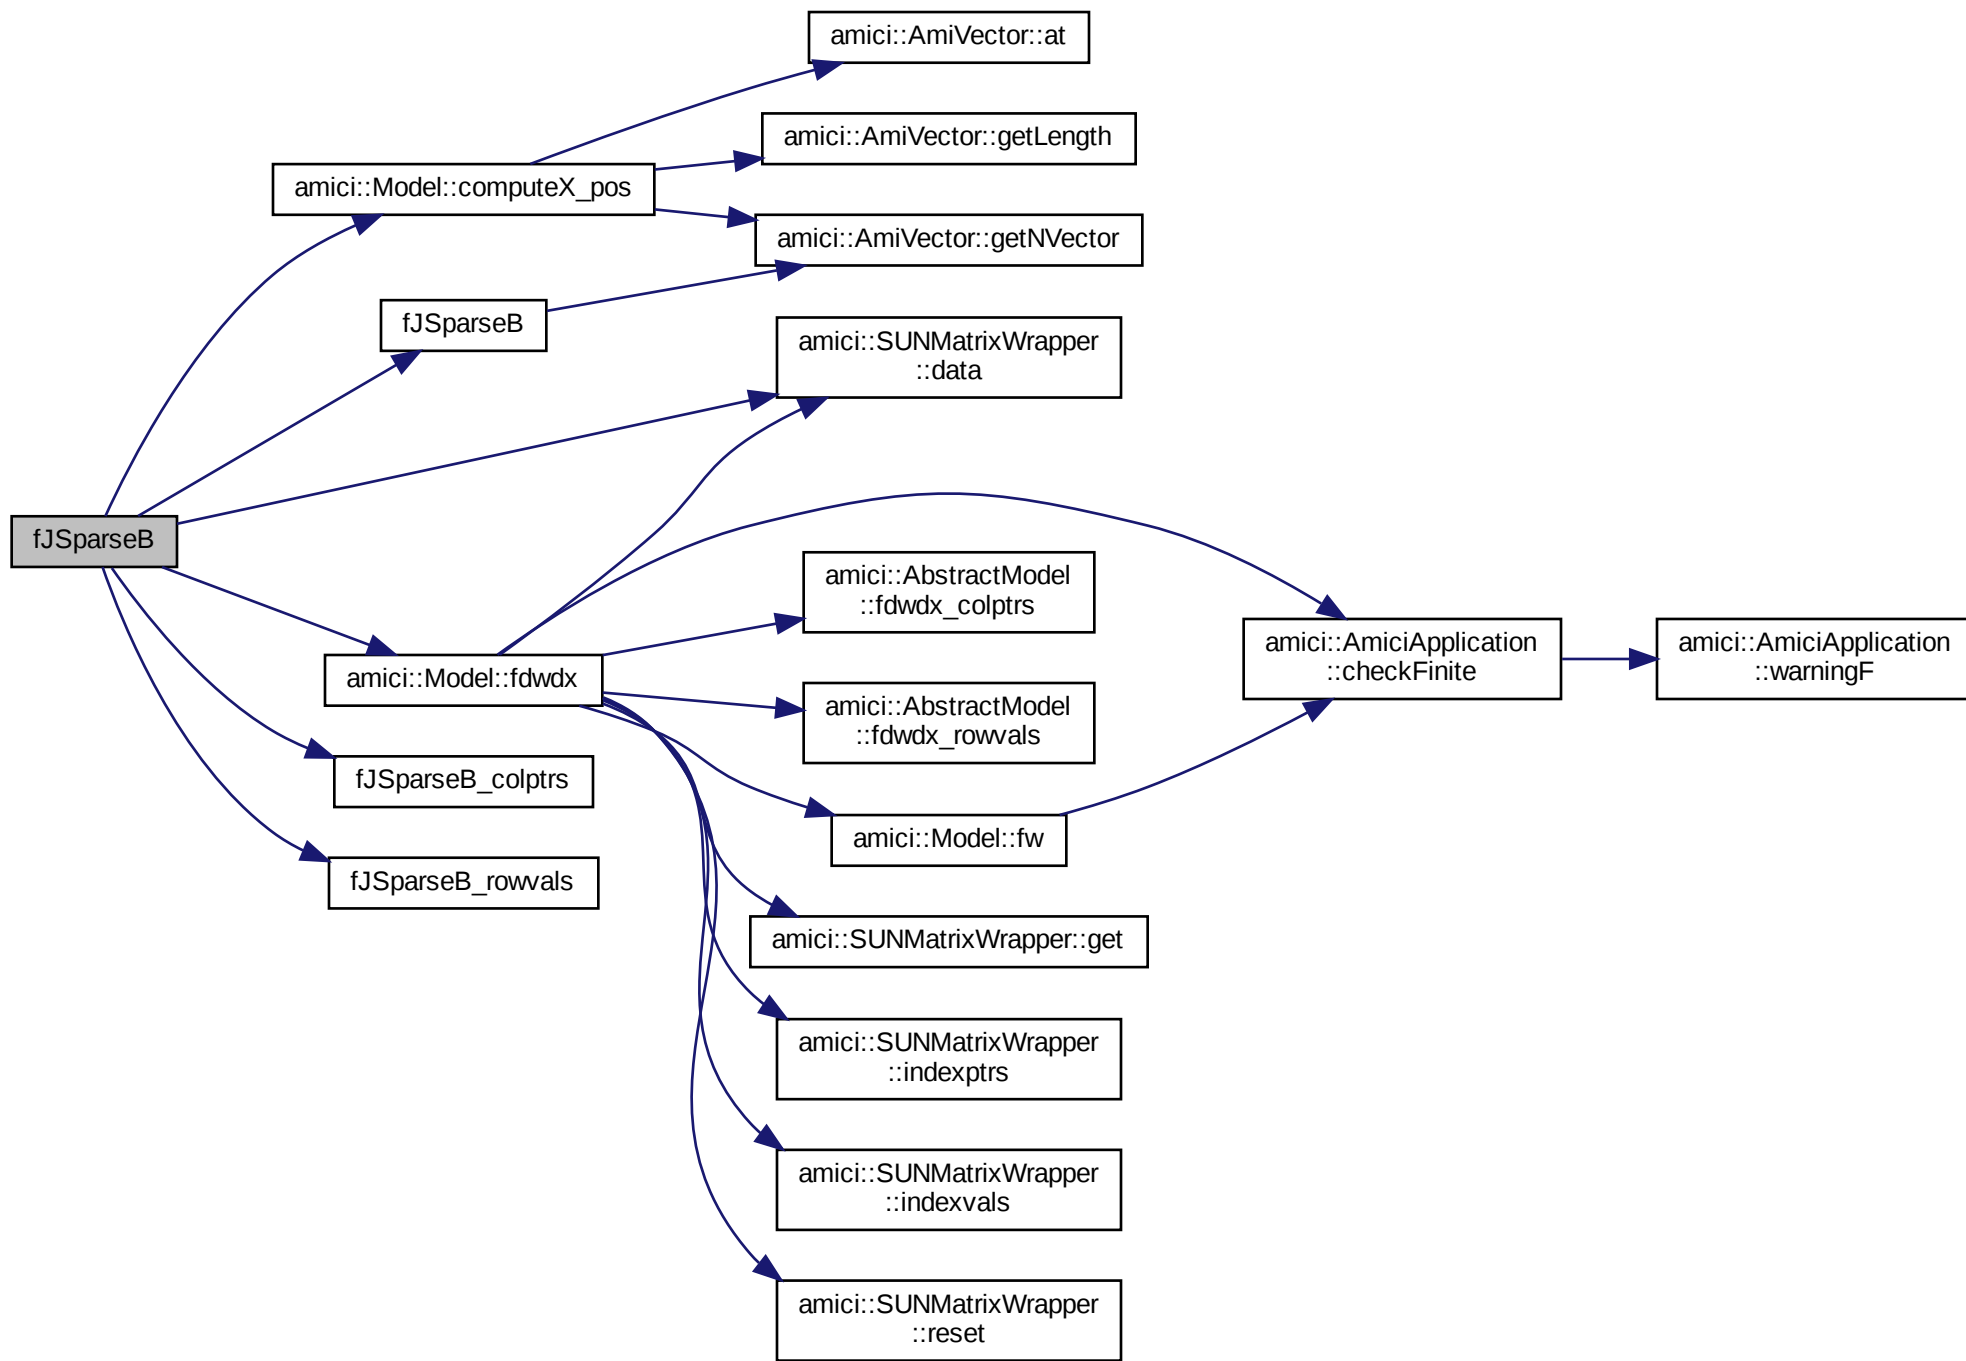 amici::AmiVector::at
amici::AmiVector::getLength
amici::Model::computeX_pos
amici::AmiVector::getNVector
fJSparseB
amici::SUNMatrixWrapper
::data
fJSparseB
amici::AbstractModel
::fdwdx_colptrs
amici::AmiciApplication
::checkFinite
amici::AmiciApplication
::warningF
amici::Model::fdwdx
amici::AbstractModel
::fdwdx_rowvals
fJSparseB_colptrs
amici::Model::fw
fJSparseB_rowvals
amici::SUNMatrixWrapper::get
amici::SUNMatrixWrapper
::indexptrs
amici::SUNMatrixWrapper
::indexvals
amici::SUNMatrixWrapper
::reset